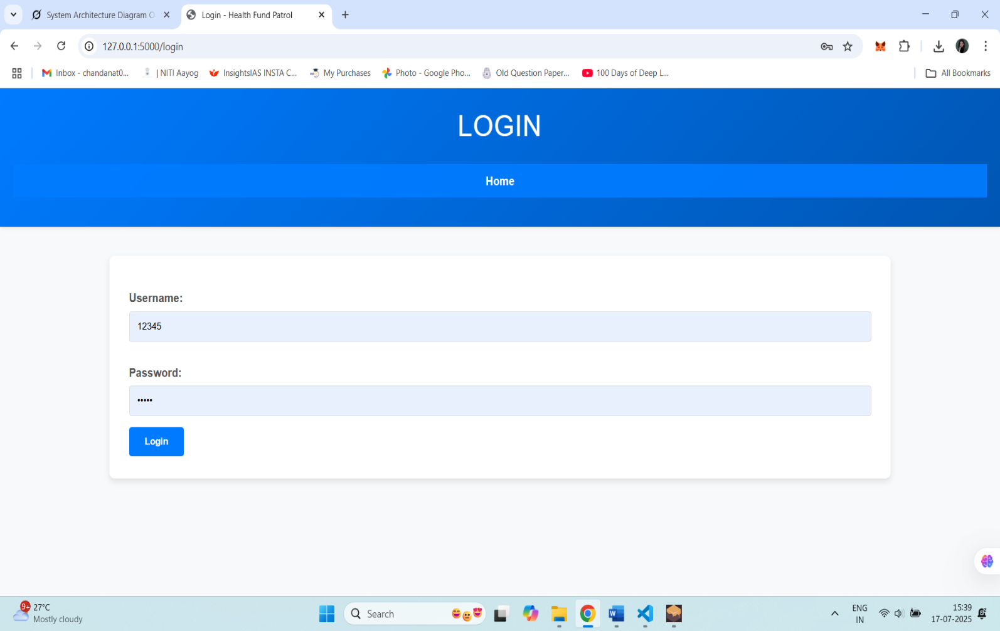 System Architecture Diagram O
Login - Health Fund Patrol
127.0.0.1:5000/login
Inbox - chandanat0...
| NITI Aayog
InsightsIAS INSTA C...
My Purchases
Photo - Google Pho...
Old Question Paper...
100 Days of Deep L...
All Bookmarks
LOGIN
Home
Username:
12345
Password:
•••••
Login
9+
27°C
Mostly cloudy
Search
ENG
IN
15:39
17-07-2025